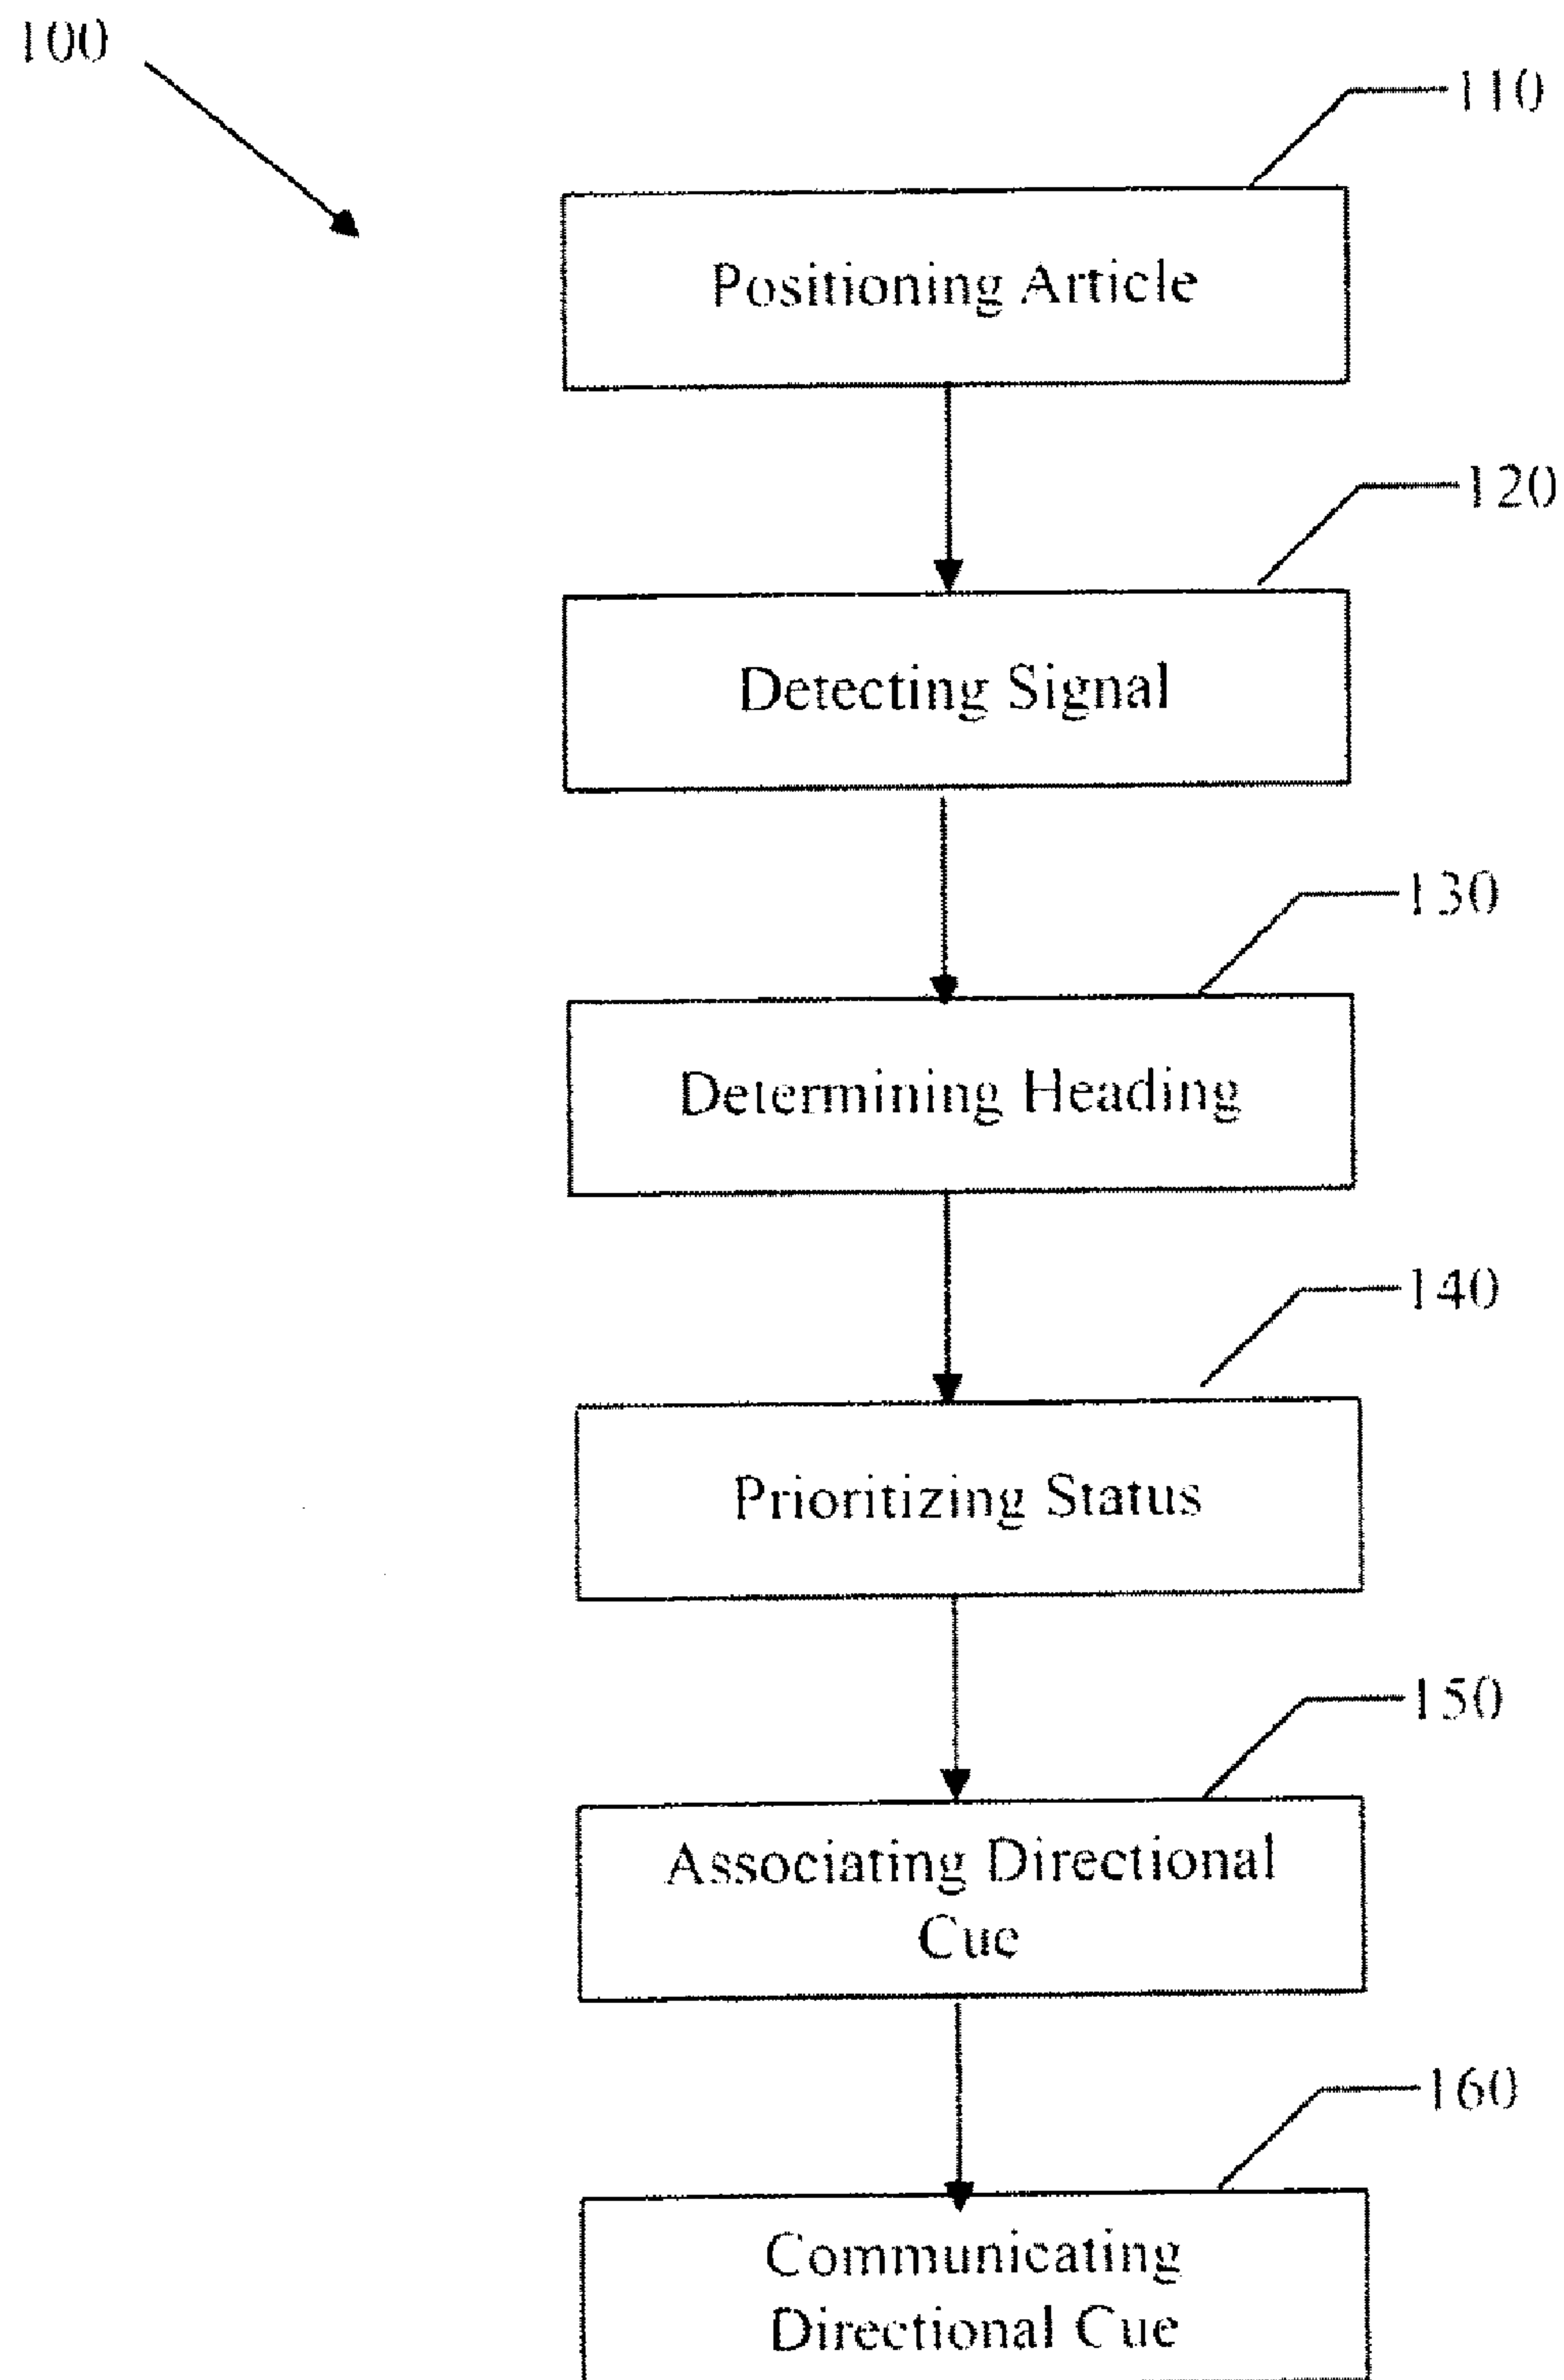 100
110
Positioning Article
120
Detecting Signal
130
Determining Heading
140
Prioritizing Status
150
Associating Directional
Cue
160
Communicating
Directional Cue